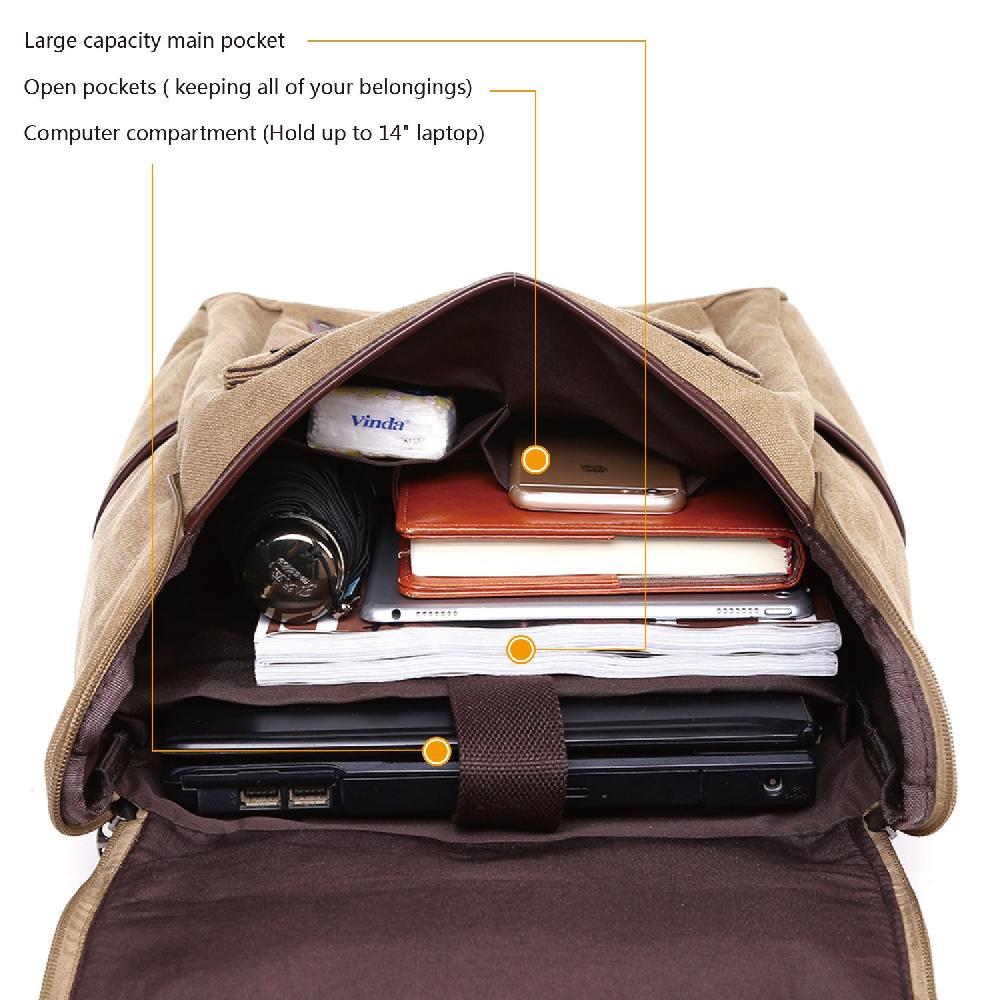 Large capacity main pocket
Open pockets ( keeping all of your belongings)
Computer compartment (Hold up to 14" laptop)
Vinda